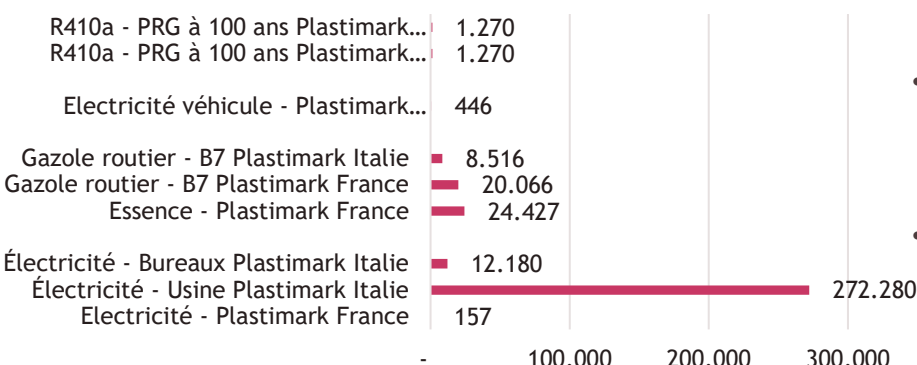 R410a - PRG à 100 ans Plastimark… 1.270
R410a - PRG à 100 ans Plastimark… 1.270
Electricité véhicule - Plastimark… 446
Gazole routier - B7 Plastimark Italie 8.516
Gazole routier - B7 Plastimark France 20.066
Essence - Plastimark France 24.427
Électricité - Bureaux Plastimark Italie 12.180
Électricité - Usine Plastimark Italie 272.280
Electricité - Plastimark France 157
- 100.000 200.000 300.000